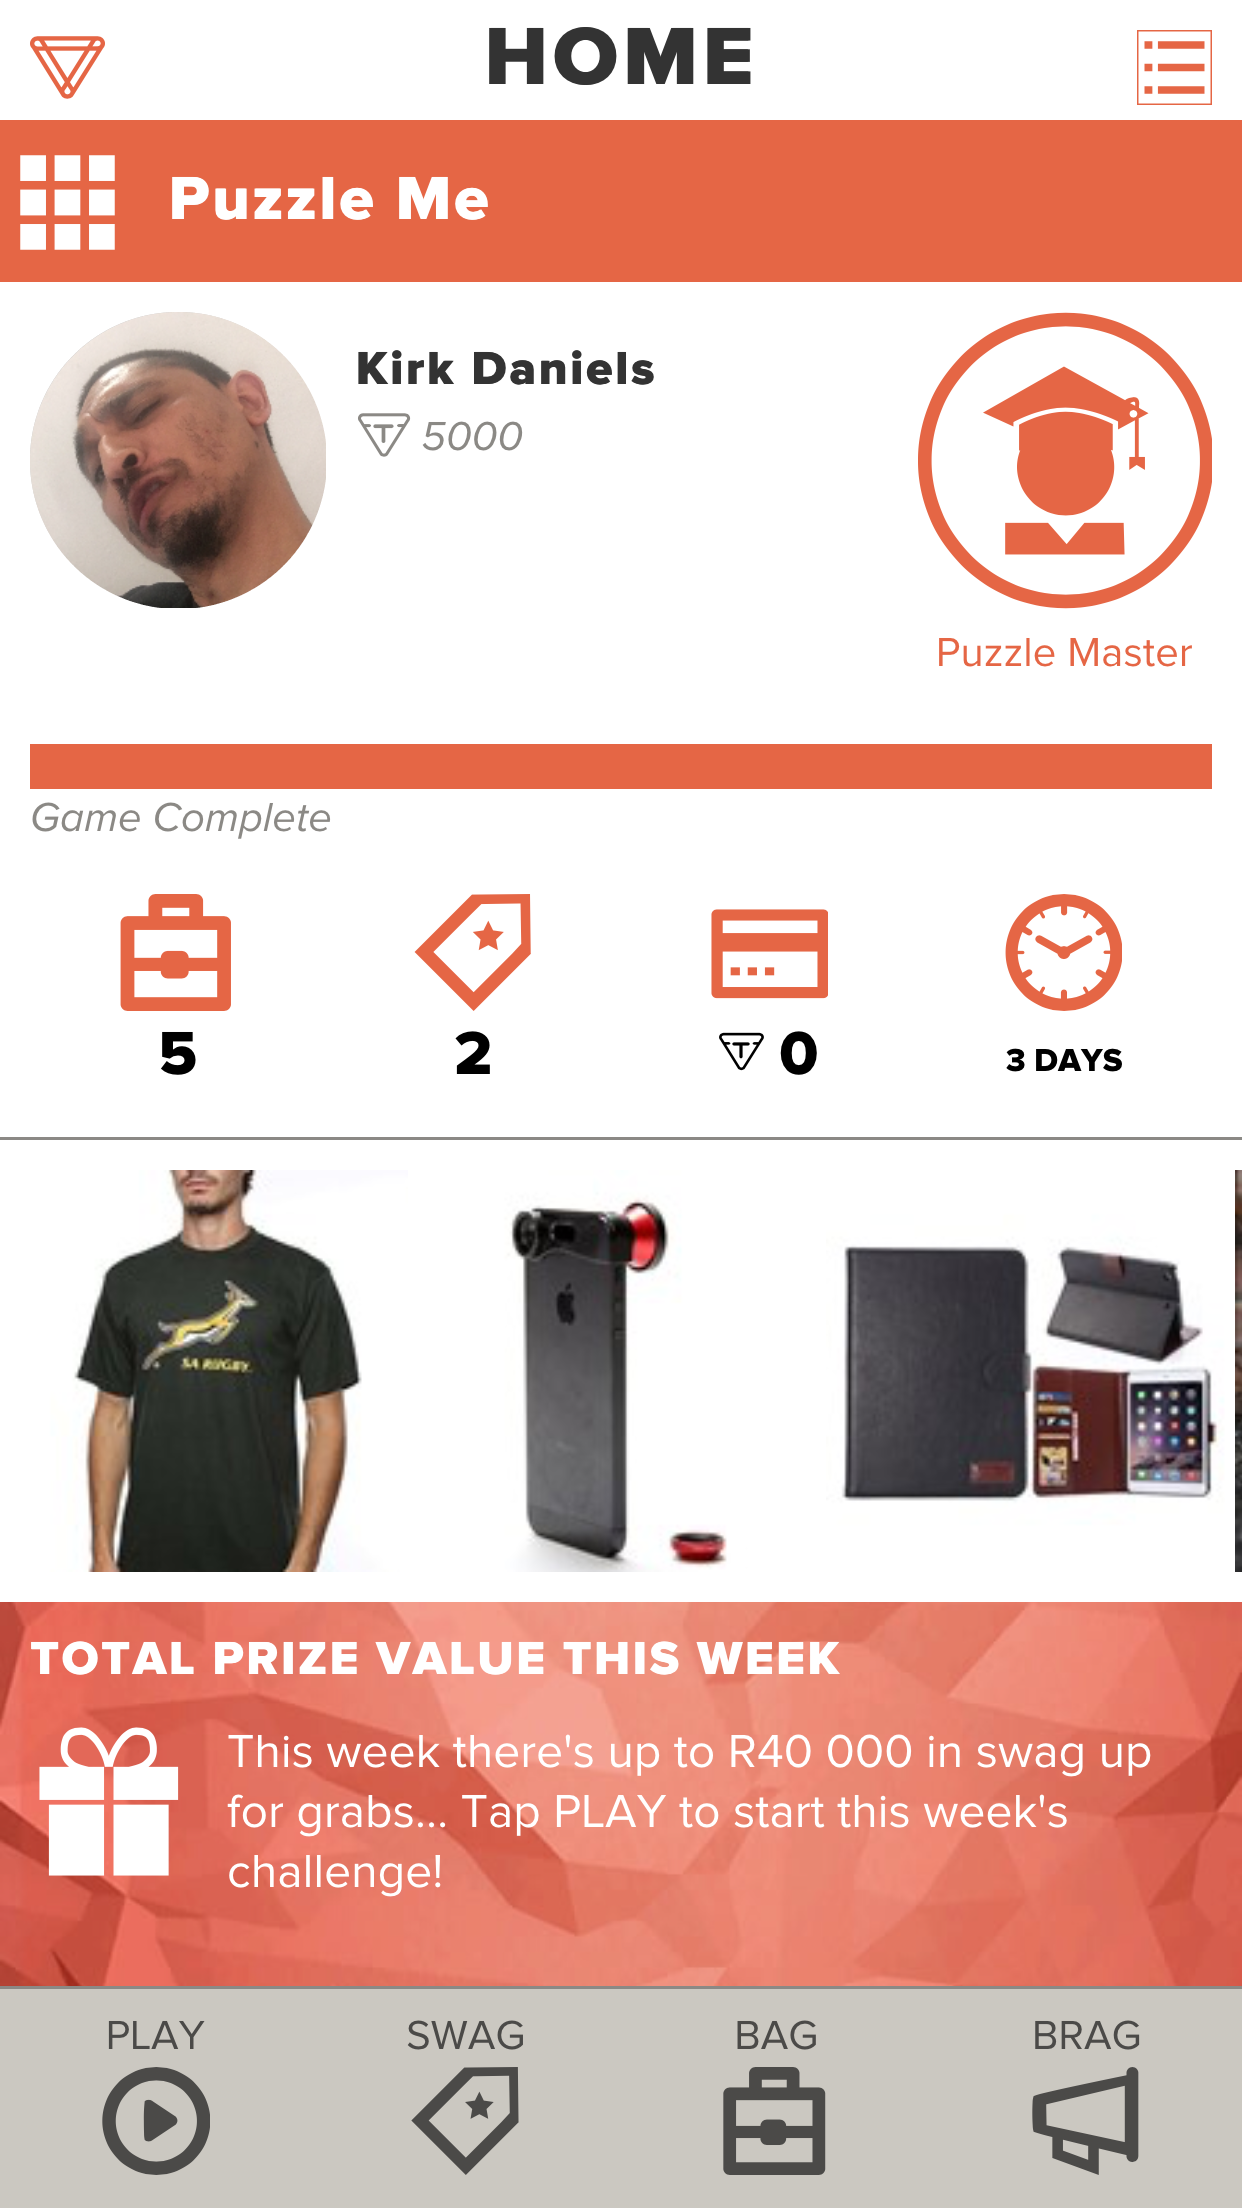 HOME
Puzzle Me
Kirk Daniels
5000
Puzzle Master
Game Complete
5
2
0
3 DAYS
SA RUGBY
TOTAL PRIZE VALUE THIS WEEK
This week there's up to R40 000 in swag up
for grabs... Tap PLAY to start this week's
challenge!
PLAY
SWAG
BAG
BRAG